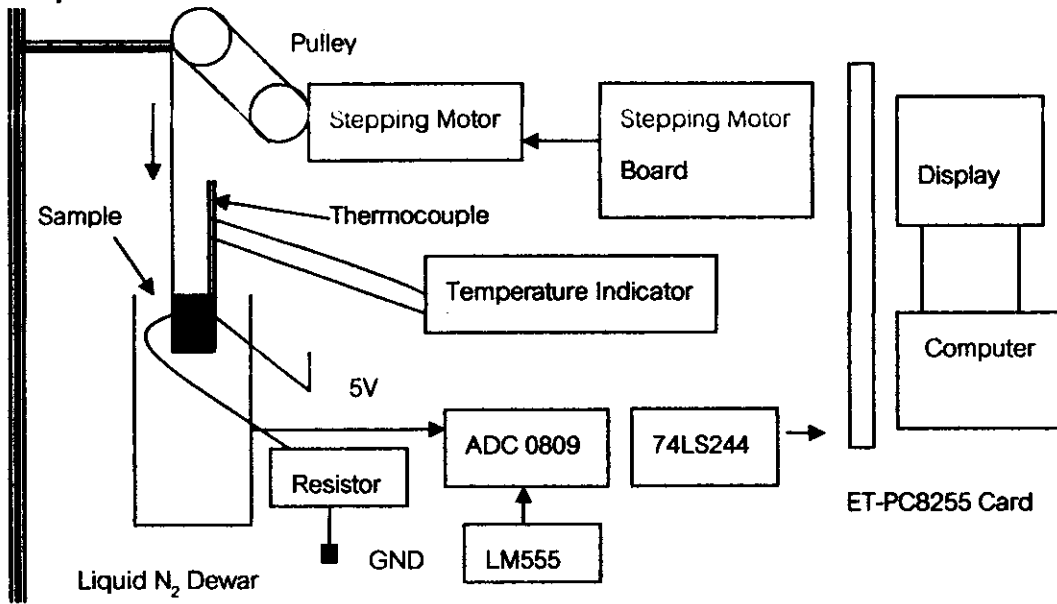 Pulley
Stepping Motor
Stepping Motor
Board
Display
Sample
Thermocouple
Temperature Indicator
Computer
5V
ADC 0809
74LS244
Resistor
ET-PC8255 Card
GND
LM555
Liquid N₂ Dewar